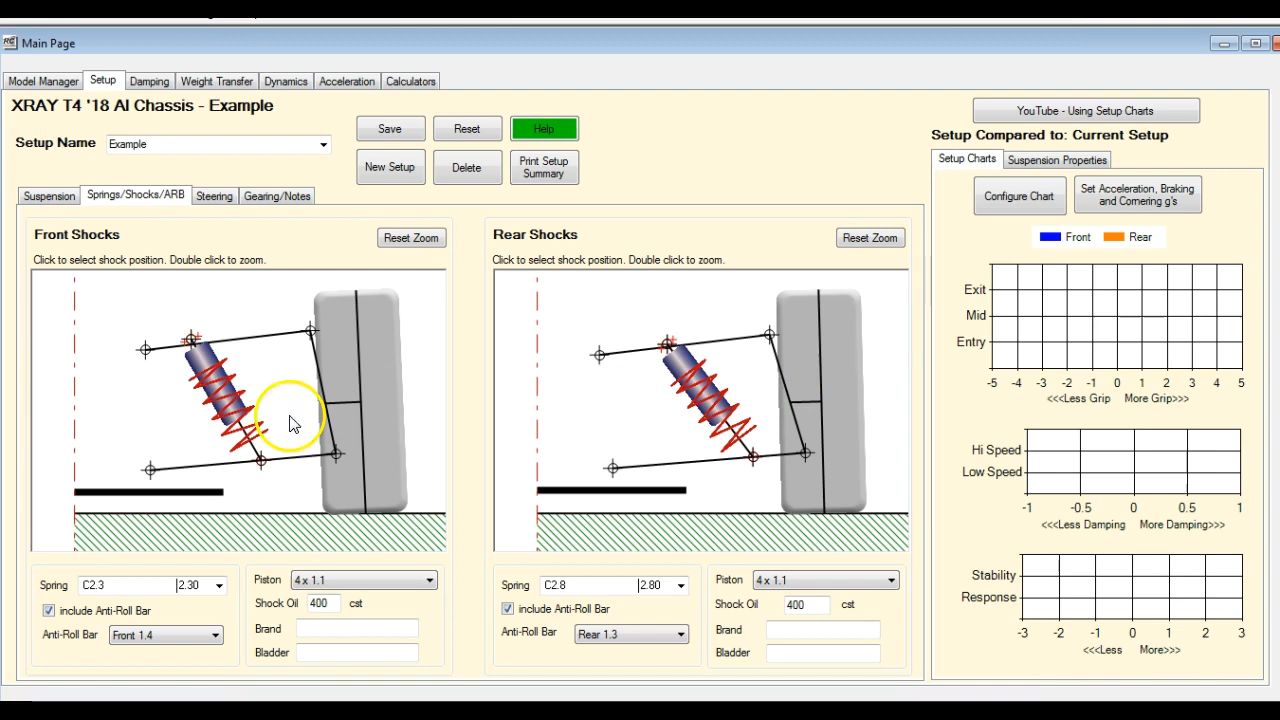 Main Page
Model Manager Setup Damping Weight Transfer Dynamics Acceleration Calculators
XRAY T4 '18 Al Chassis - Example
Setup Name Example
Save Reset Help
New Setup Delete Print Setup Summary
Suspension Springs/Shocks/ARB Steering Gearing/Notes
Front Shocks
Reset Zoom
Click to select shock position. Double click to zoom.
Spring C2.3 2.30
include Anti-Roll Bar
Anti-Roll Bar Front 1.4
Piston 4 x 1.1
Shock Oil 400 cst
Brand
Bladder
Rear Shocks
Reset Zoom
Click to select shock position. Double click to zoom.
Spring C2.8 2.80
include Anti-Roll Bar
Anti-Roll Bar Rear 1.3
Piston 4 x 1.1
Shock Oil 400 cst
Brand
Bladder
YouTube - Using Setup Charts
Setup Compared to: Current Setup
Setup Charts Suspension Properties
Configure Chart
Set Acceleration, Braking
and Cornering g's
Front Rear
Exit
Mid
Entry
-5 -4 -3 -2 -1 0 1 2 3 4 5
<<<Less Grip More Grip>>>
Hi Speed
Low Speed
-1 -0.5 0 0.5 1
<<<Less Damping More Damping>>>
Stability
Response
-3 -2 -1 0 1 2 3
<<<Less More>>>